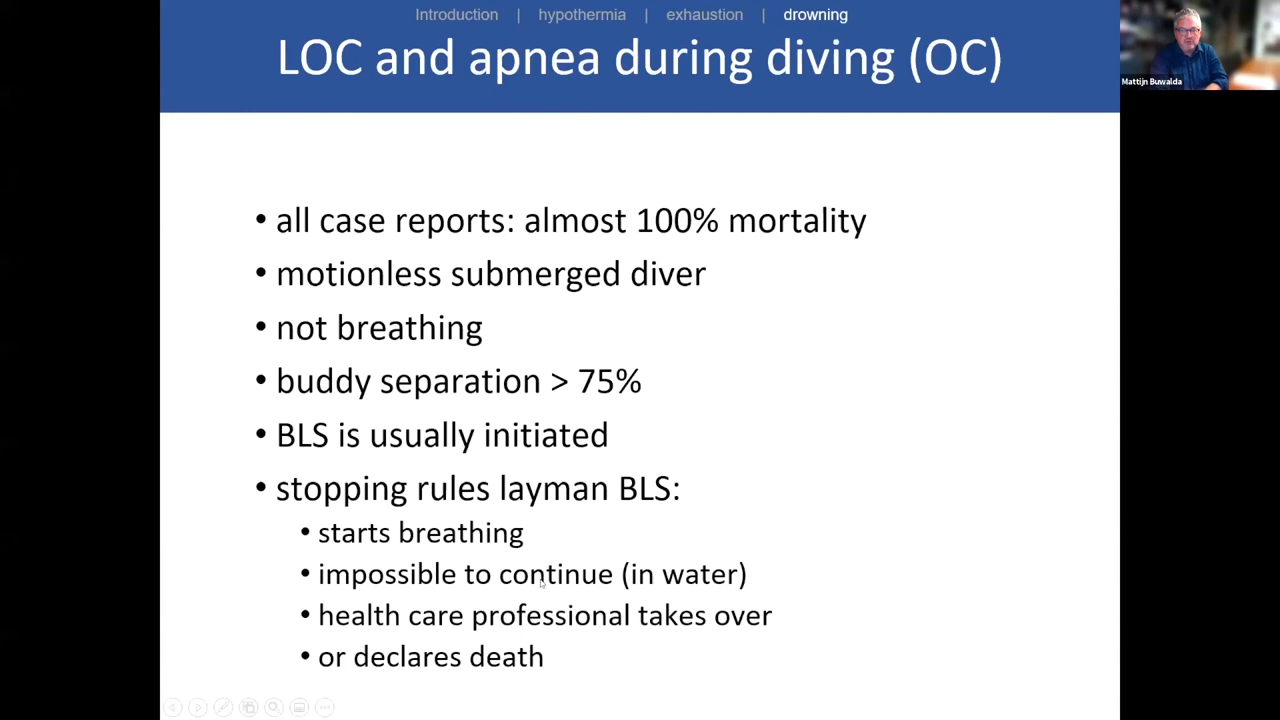 Introduction | hypothermia | exhaustion | drowning
LOC and apnea during diving (OC)
Mattijn Buwalda
• all case reports: almost 100% mortality
• motionless submerged diver
• not breathing
• buddy separation > 75%
• BLS is usually initiated
• stopping rules layman BLS:
• starts breathing
• impossible to continue (in water)
• health care professional takes over
• or declares death